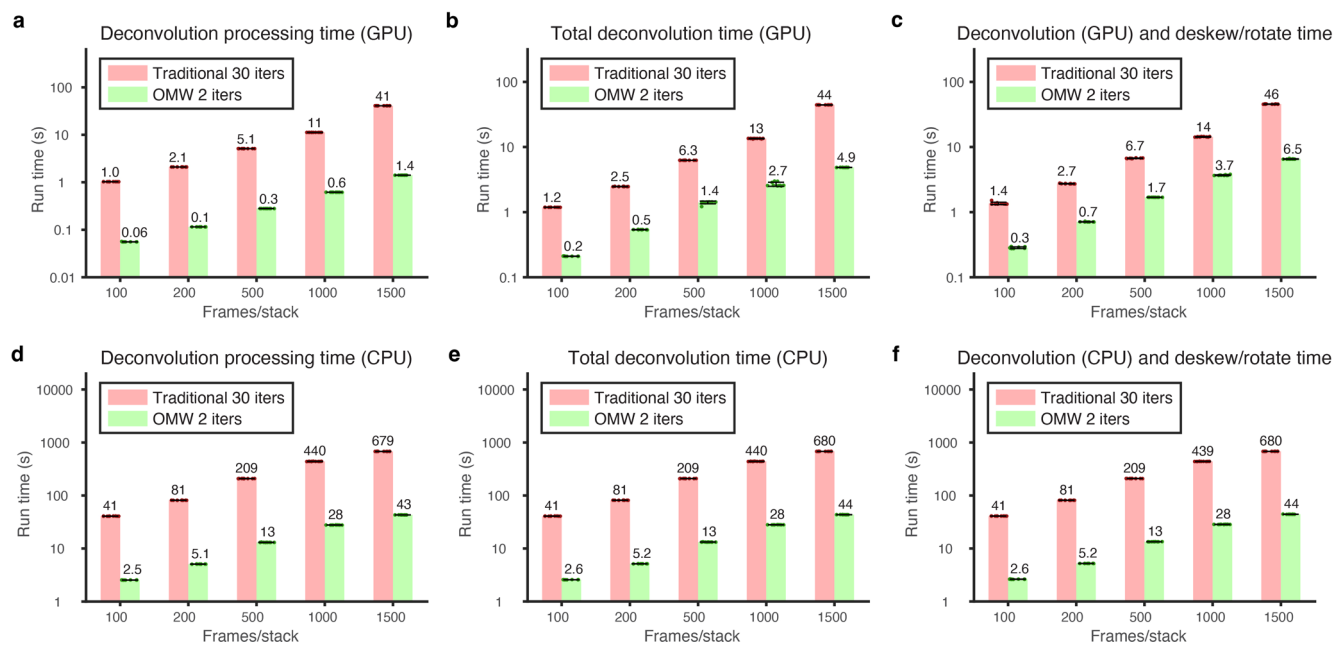 a Deconvolution processing time (GPU)
Run time (s)
100
10
1
0.1
0.01
Traditional 30 iters
OMW 2 iters
1.0
0.06
2.1
0.1
5.1
0.3
11
0.6
41
1.4
100 200 500 1000 1500
Frames/stack
b Total deconvolution time (GPU)
Run time (s)
100
10
1
0.1
Traditional 30 iters
OMW 2 iters
1.2
0.2
2.5
0.5
6.3
1.4
13
2.7
44
4.9
100 200 500 1000 1500
Frames/stack
c Deconvolution (GPU) and deskew/rotate time
Run time (s)
100
10
1
0.1
Traditional 30 iters
OMW 2 iters
1.4
0.3
2.7
0.7
6.7
1.7
14
3.7
46
6.5
100 200 500 1000 1500
Frames/stack
d Deconvolution processing time (CPU)
Run time (s)
10000
1000
100
10
1
Traditional 30 iters
OMW 2 iters
41
2.5
81
5.1
209
13
440
28
679
43
100 200 500 1000 1500
Frames/stack
e Total deconvolution time (CPU)
Run time (s)
10000
1000
100
10
1
Traditional 30 iters
OMW 2 iters
41
2.6
81
5.2
209
13
440
28
680
44
100 200 500 1000 1500
Frames/stack
f Deconvolution (CPU) and deskew/rotate time
Run time (s)
10000
1000
100
10
1
Traditional 30 iters
OMW 2 iters
41
2.6
81
5.2
209
13
439
28
680
44
100 200 500 1000 1500
Frames/stack